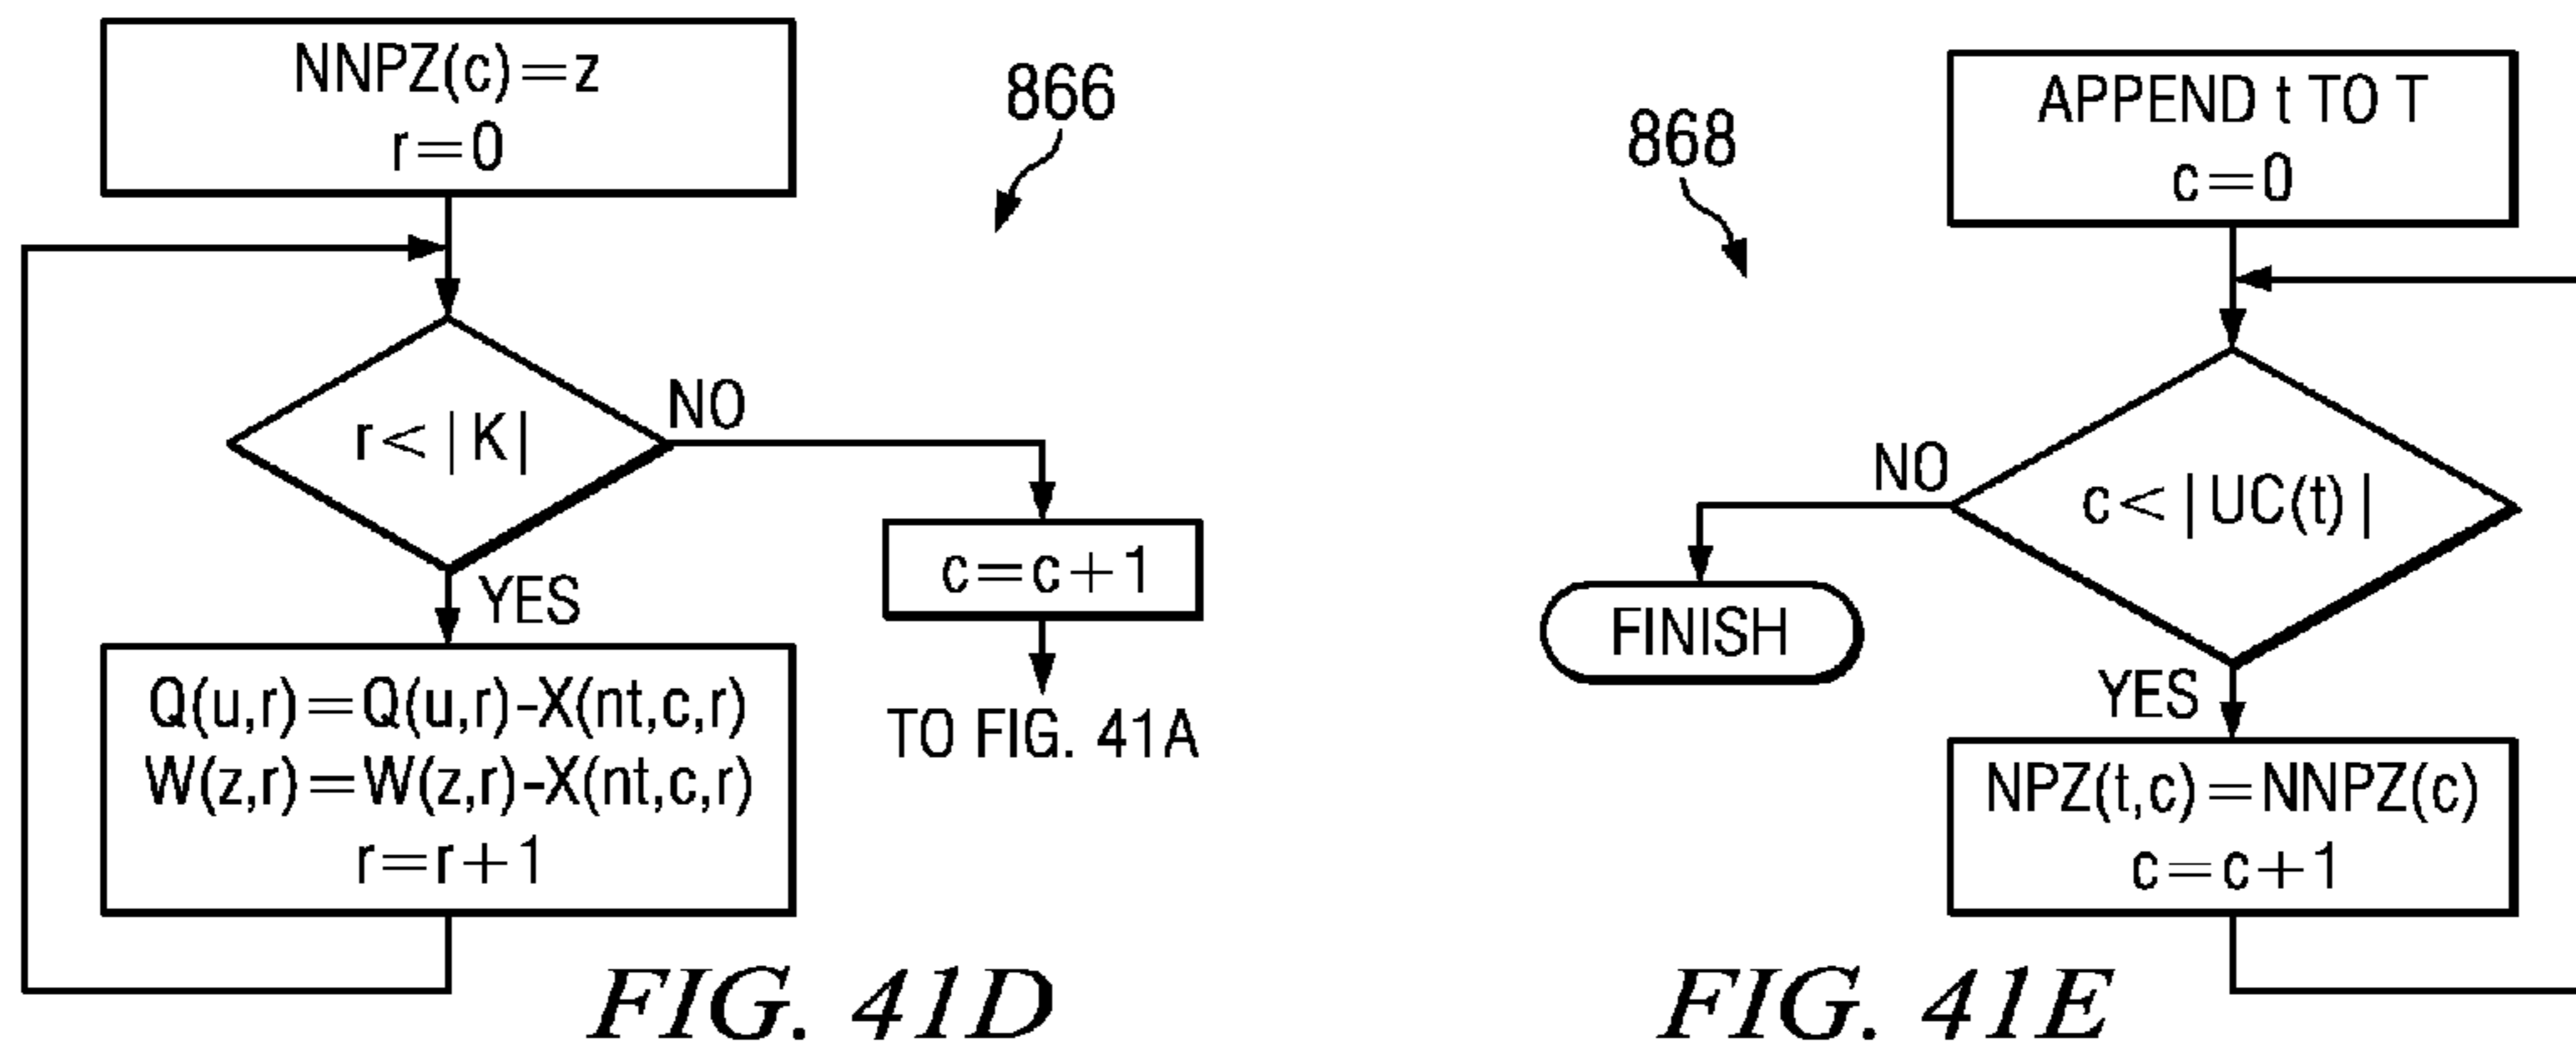 NNPZ(c)=z
r=0
866
r<|K|
NO
YES
c=c+1
TO FIG. 41A
Q(u,r)=Q(u,r)-X(nt,c,r)
W(z,r)=W(z,r)-X(nt,c,r)
r=r+1
FIG. 41D
868
APPEND t TO T
c=0
c<|UC(t)|
NO
FINISH
YES
NPZ(t,c)=NNPZ(c)
c=c+1
FIG. 41E